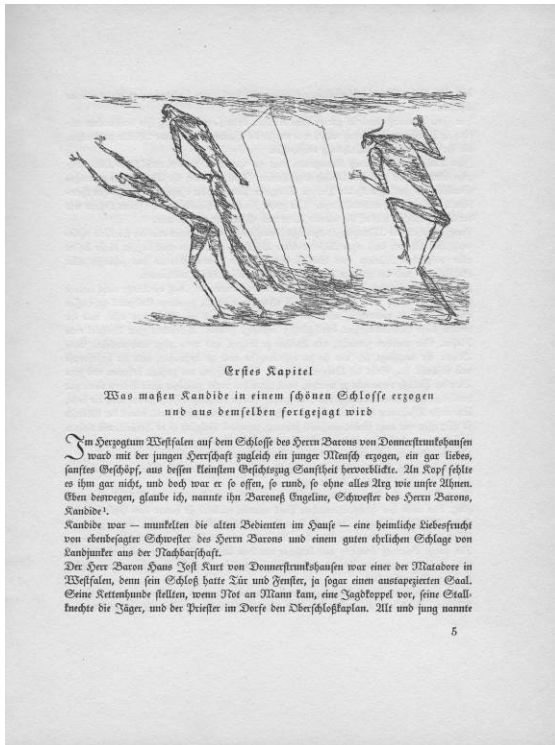 Erstes Kapitel
Was maßen Kandide in einem schönen Schlosse erzogen
und aus demselben fortgejagt wird
Im Herzogtum Westfalen auf dem Schlosse des Herrn Barons von Donnerstrunkshausen
ward mit der jungen Herrschaft zugleich ein junger Mensch erzogen, ein gar liebes,
sanftes Geschöpf, aus dessen kleinstem Gesichtszug Sanftheit hervorblickte. An Kopf fehlte
es ihm gar nicht, und doch war er so offen, so rund, so ohne alles Arg wie unsre Ahnen.
Eben deswegen, glaube ich, nannte ihn Baroneß Engeline, Schwester des Herrn Barons,
Kandide¹.
Kandide war — munkelten die alten Bedienten im Hause — eine heimliche Liebesfrucht
von ebenbesagter Schwester des Herrn Barons und einem guten ehrlichen Schlage von
Landjunker aus der Nachbarschaft.
Der Herr Baron Hans Jost Kurt von Donnerstrunkshausen war einer der Matadore in
Westfalen, denn sein Schloß hatte Tür und Fenster, ja sogar einen austapezierten Saal.
Seine Kettenhunde stellten, wenn Not an Mann kam, eine Jagdkoppel vor, seine Stall-
knechte die Jäger, und der Priester im Dorfe den Oberschloßkaplan. Alt und jung nannte
5